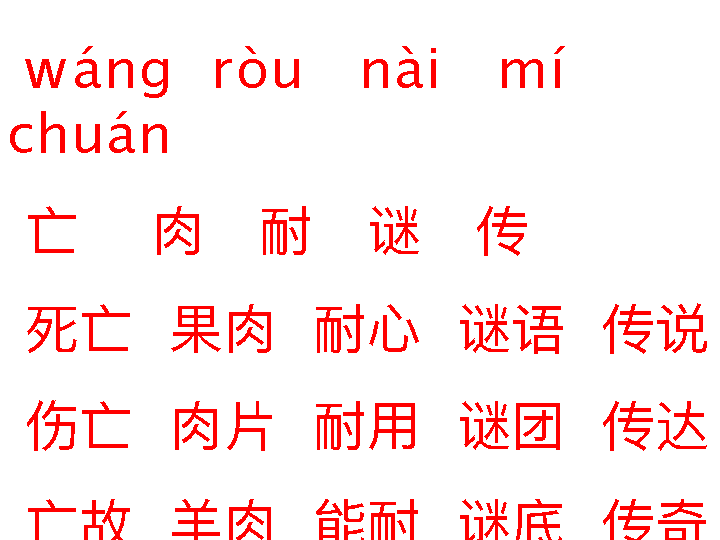 wáng ròu nài mí
chuán
亡 肉 耐 谜 传
死亡 果肉 耐心 谜语 传说
伤亡 肉片 耐用 谜团 传达
亡故 羊肉 能耐 谜底 传奇